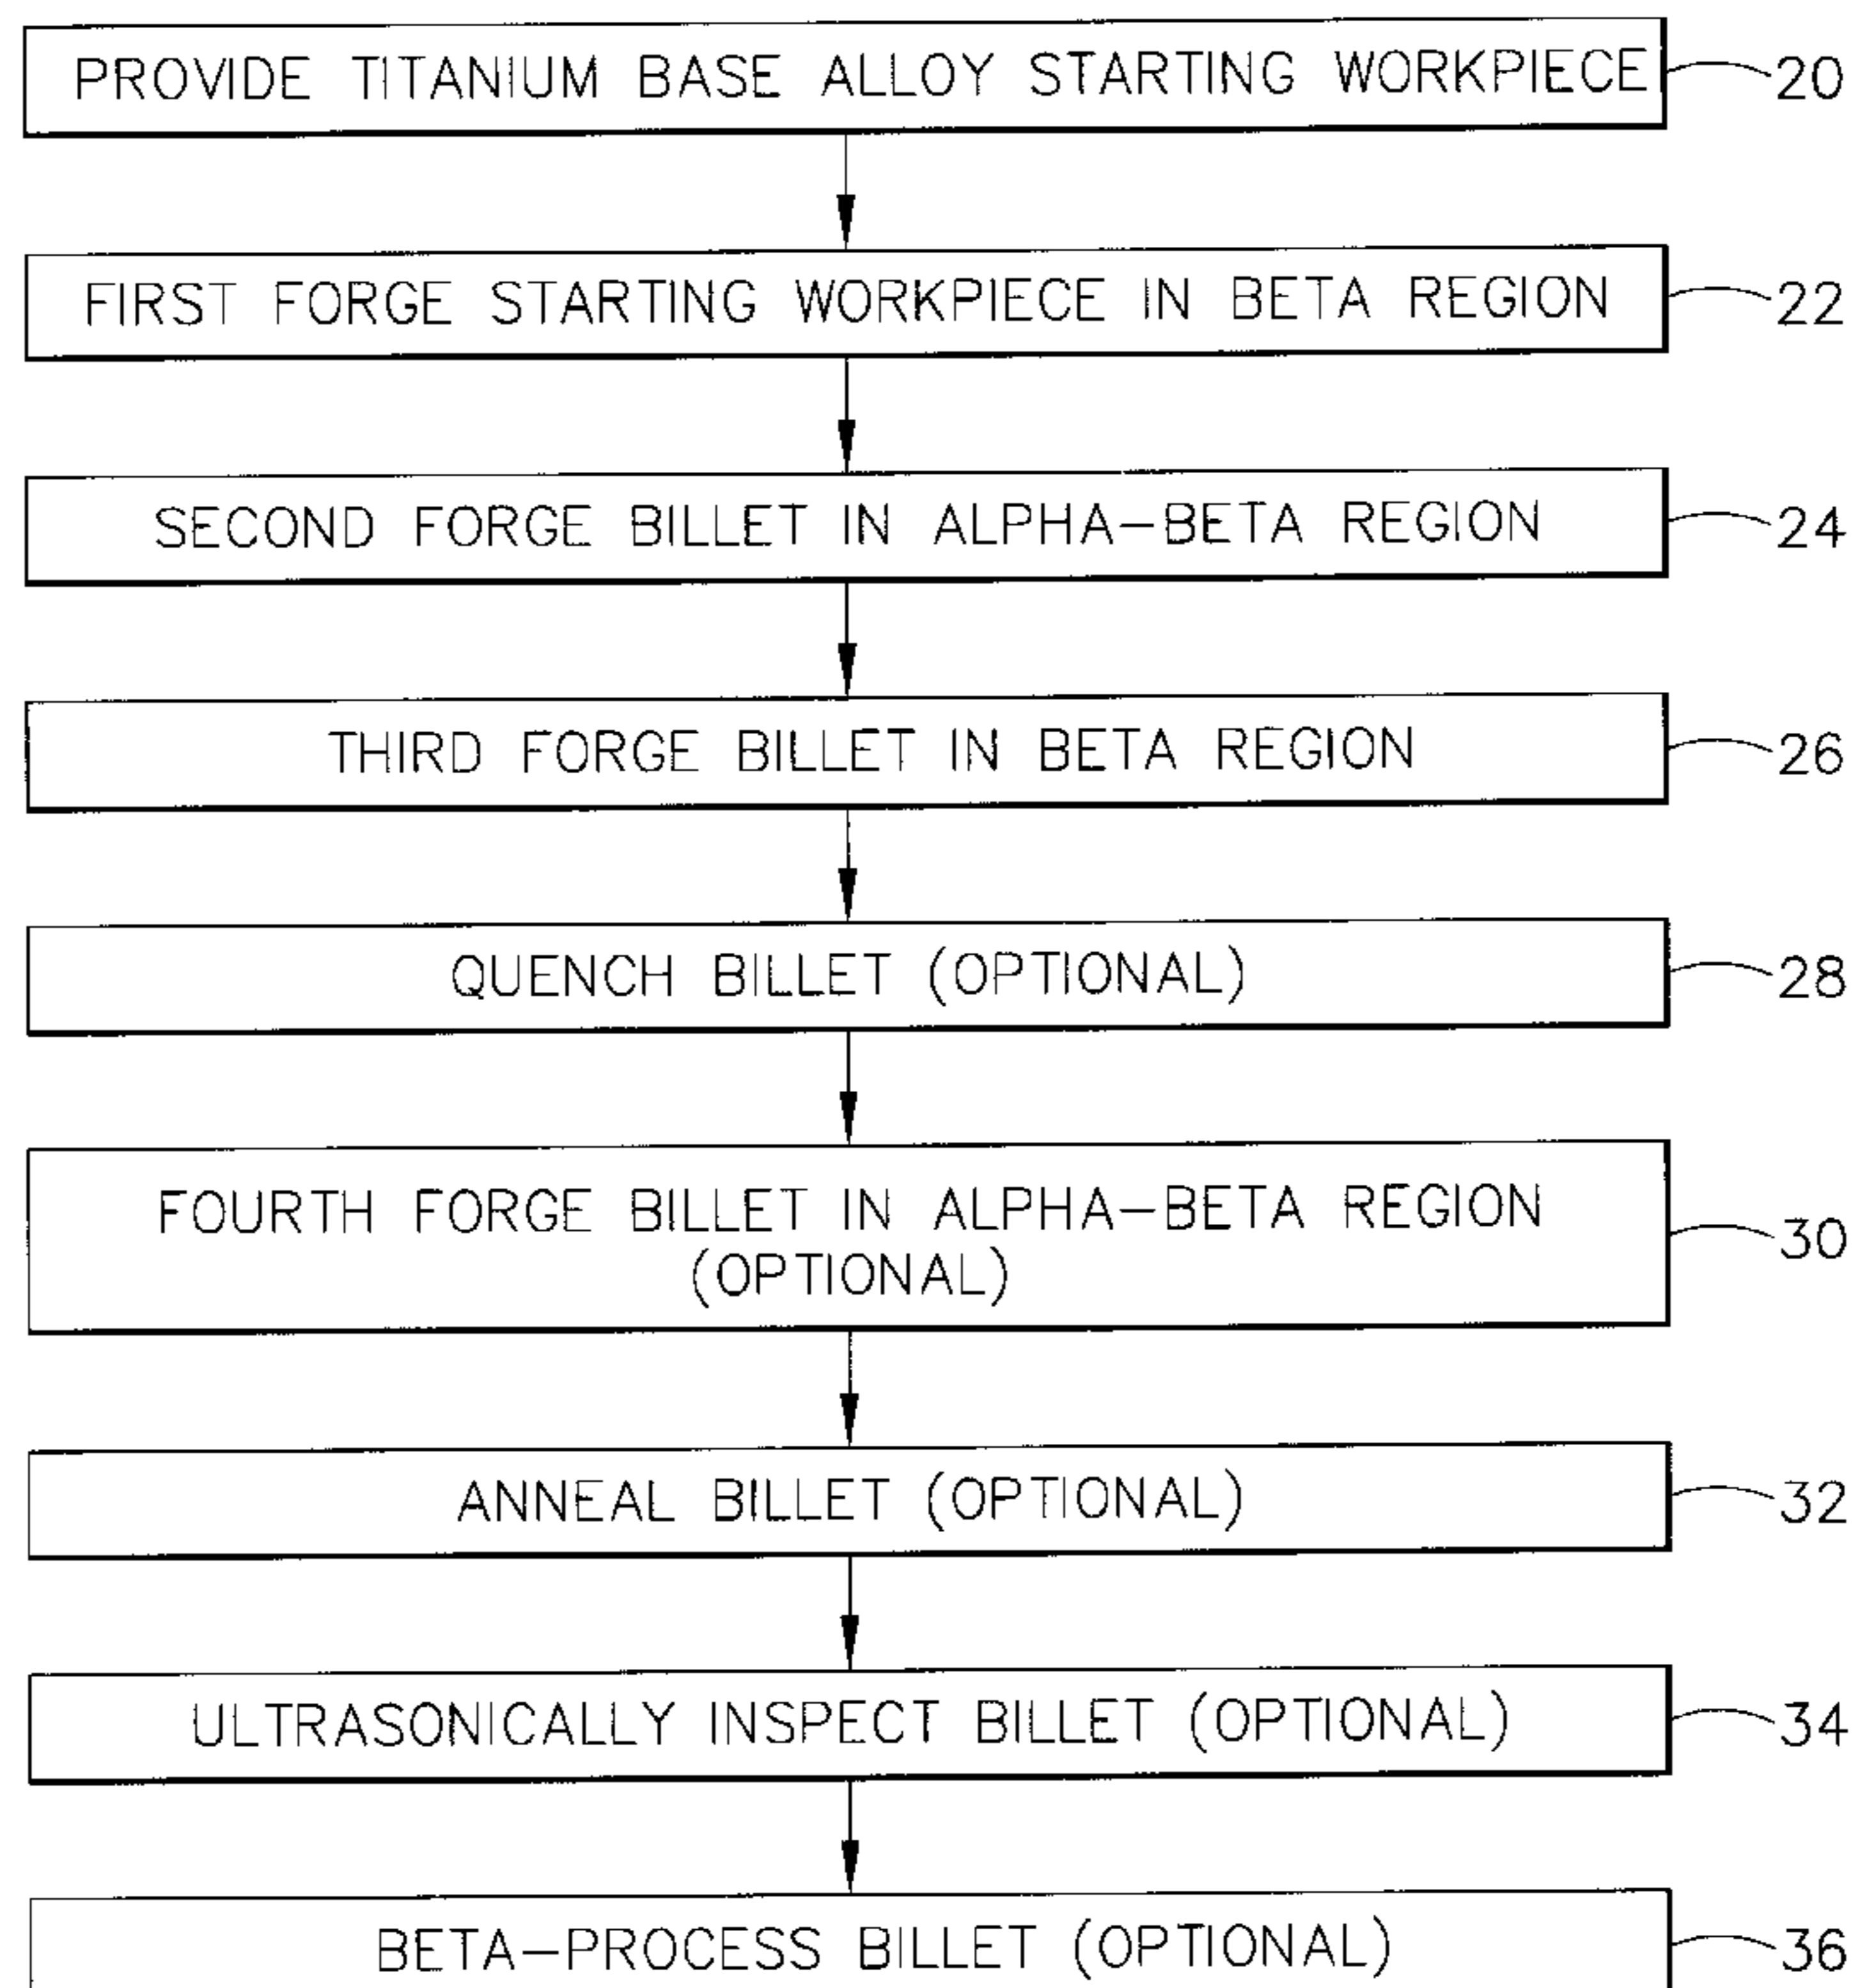 PROVIDE TITANIUM BASE ALLOY STARTING WORKPIECE 20
FIRST FORGE STARTING WORKPIECE IN BETA REGION 22
SECOND FORGE BILLET IN ALPHA-BETA REGION 24
THIRD FORGE BILLET IN BETA REGION 26
QUENCH BILLET (OPTIONAL) 28
FOURTH FORGE BILLET IN ALPHA-BETA REGION
(OPTIONAL) 30
ANNEAL BILLET (OPTIONAL) 32
ULTRASONICALLY INSPECT BILLET (OPTIONAL) 34
BETA-PROCESS BILLET (OPTIONAL) 36